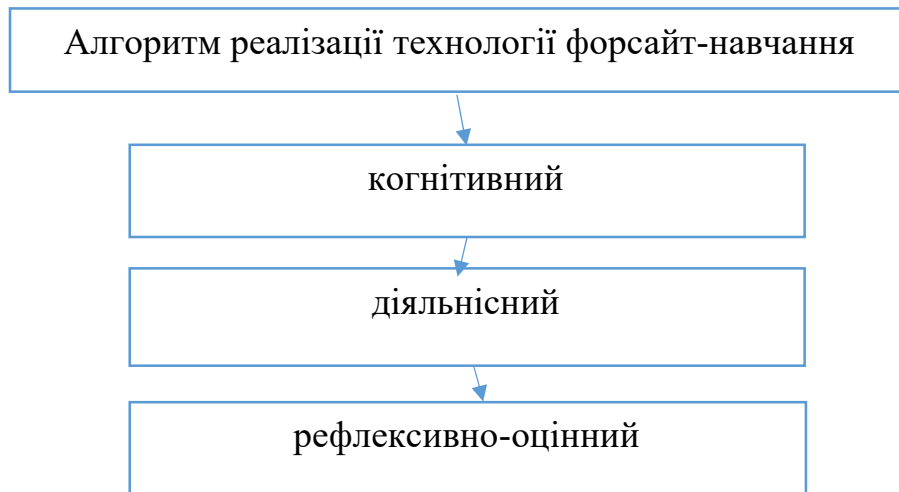 Алгоритм реалізації технології форсайт-навчання
когнітивний
діяльнісний
рефлексивно-оцінний